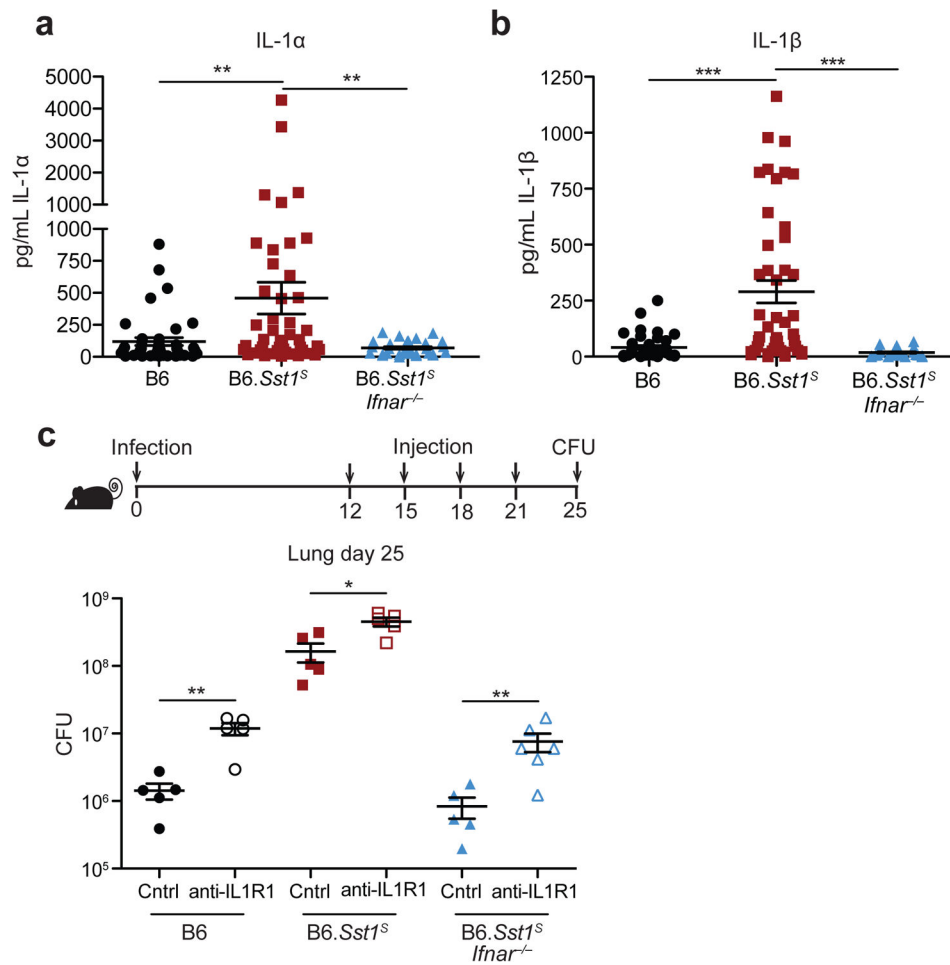 a
IL-1α
** **
pg/mL IL-1α
5000
4000
3000
2000
1000
1000
750
500
250
0
B6 B6.Sst1ˢ B6.Sst1ˢ
Ifnar⁻/⁻
b
IL-1β
*** ***
pg/mL IL-1β
1250
1000
750
500
250
0
B6 B6.Sst1ˢ B6.Sst1ˢ
Ifnar⁻/⁻
c
Infection Injection CFU
0 12 15 18 21 25
Lung day 25
** * **
CFU
10⁹
10⁸
10⁷
10⁶
10⁵
Cntrl anti-IL1R1 Cntrl anti-IL1R1 Cntrl anti-IL1R1
B6 B6.Sst1ˢ B6.Sst1ˢ
Ifnar⁻/⁻